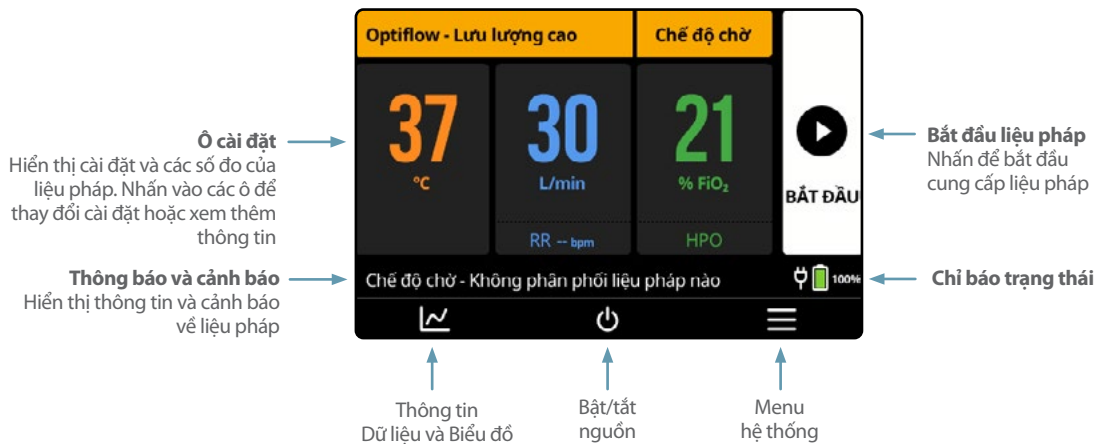 Optiflow - Lưu lượng cao
Chế độ chờ
37
°C
30
L/min
RR -- bpm
21
% FiO₂
HPO
BẮT ĐẦU
Chế độ chờ - Không phân phối liệu pháp nào
100%
Ô cài đặt
Hiển thị cài đặt và các số đo của
liệu pháp. Nhấn vào các ô để
thay đổi cài đặt hoặc xem thêm
thông tin
Thông báo và cảnh báo
Hiển thị thông tin và cảnh báo
về liệu pháp
Bắt đầu liệu pháp
Nhấn để bắt đầu
cung cấp liệu pháp
Chỉ báo trạng thái
Thông tin
Dữ liệu và Biểu đồ
Bật/tắt
nguồn
Menu
hệ thống